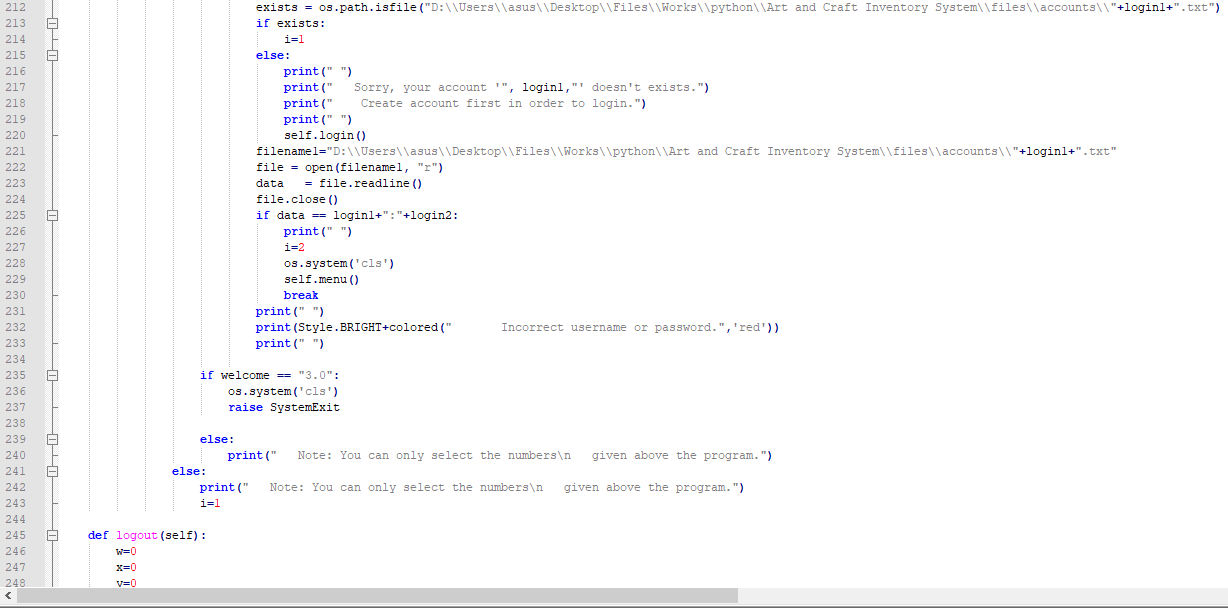 212 exists = os.path.isfile("D:\\Users\\asus\\Desktop\\Files\\Works\\python\\Art and Craft Inventory System\\files\\accounts\\"+login1+".txt")
213 if exists:
214 i=1
215 else:
216 print(" ")
217 print("   Sorry, your account '", login1,"' doesn't exists.")
218 print("    Create account first in order to login.")
219 print(" ")
220 self.login()
221 filename1="D:\\Users\\asus\\Desktop\\Files\\Works\\python\\Art and Craft Inventory System\\files\\accounts\\"+login1+".txt"
222 file = open(filename1, "r")
223 data   = file.readline()
224 file.close()
225 if data == login1+":"+login2:
226 print(" ")
227 i=2
228 os.system('cls')
229 self.menu()
230 break
231 print(" ")
232 print(Style.BRIGHT+colored("       Incorrect username or password.",'red'))
233 print(" ")
234
235 if welcome == "3.0":
236 os.system('cls')
237 raise SystemExit
238
239 else:
240 print("   Note: You can only select the numbers\n   given above the program.")
241 else:
242 print("   Note: You can only select the numbers\n   given above the program.")
243 i=1
244
245 def logout(self):
246 w=0
247 x=0
248 y=0